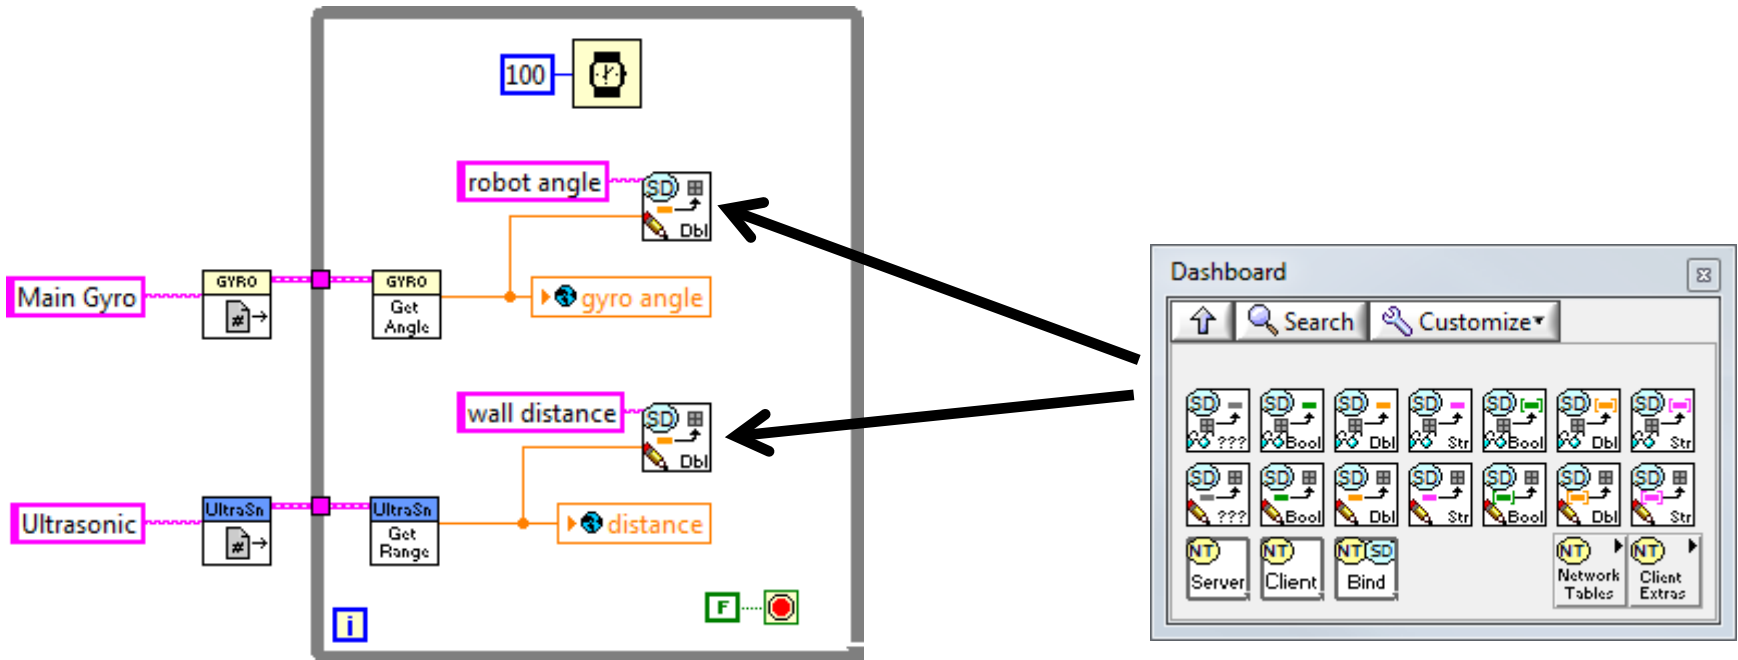 100
robot angle
SD
Dbl
Main Gyro
GYRO
#
GYRO
Get
Angle
gyro angle
wall distance
SD
Dbl
Ultrasonic
UltraSn
#
UltraSn
Get
Range
distance
F
i
Dashboard
Search
Customize
SD ???
SD Bool
SD Dbl
SD Str
SD Bool
SD Dbl
SD Str
SD ???
SD Bool
SD Dbl
SD Str
SD Bool
SD Dbl
SD Str
NT
Server
NT
Client
NT SD
Bind
NT
Network
Tables
NT
Client
Extras